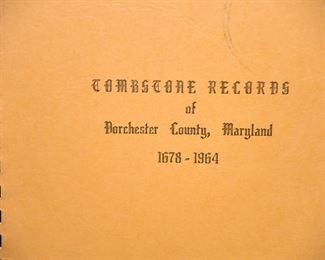 TOMBSTONE RECORDS
of
Dorchester County, Maryland
1678 - 1964